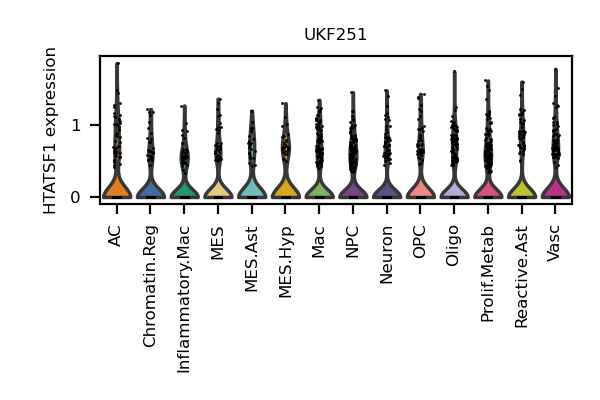 UKF251
HTATSF1 expression
1
0
AC
Chromatin.Reg
Inflammatory.Mac
MES
MES.Ast
MES.Hyp
Mac
NPC
Neuron
OPC
Oligo
Prolif.Metab
Reactive.Ast
Vasc